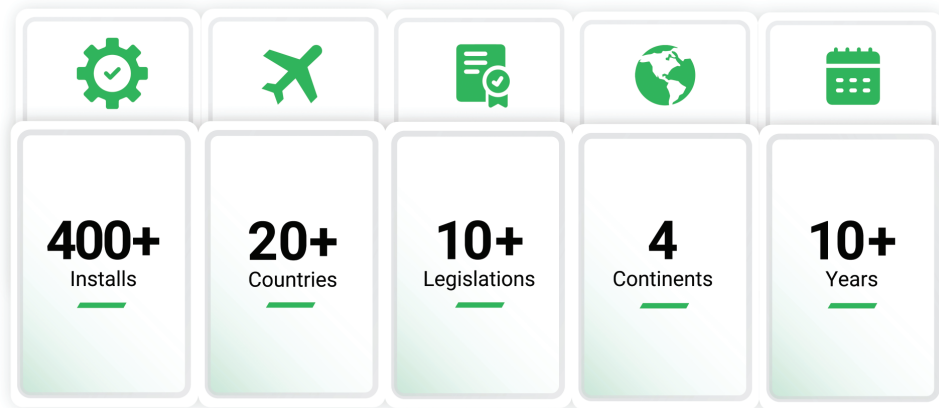 400+
Installs
20+
Countries
10+
Legislations
4
Continents
10+
Years